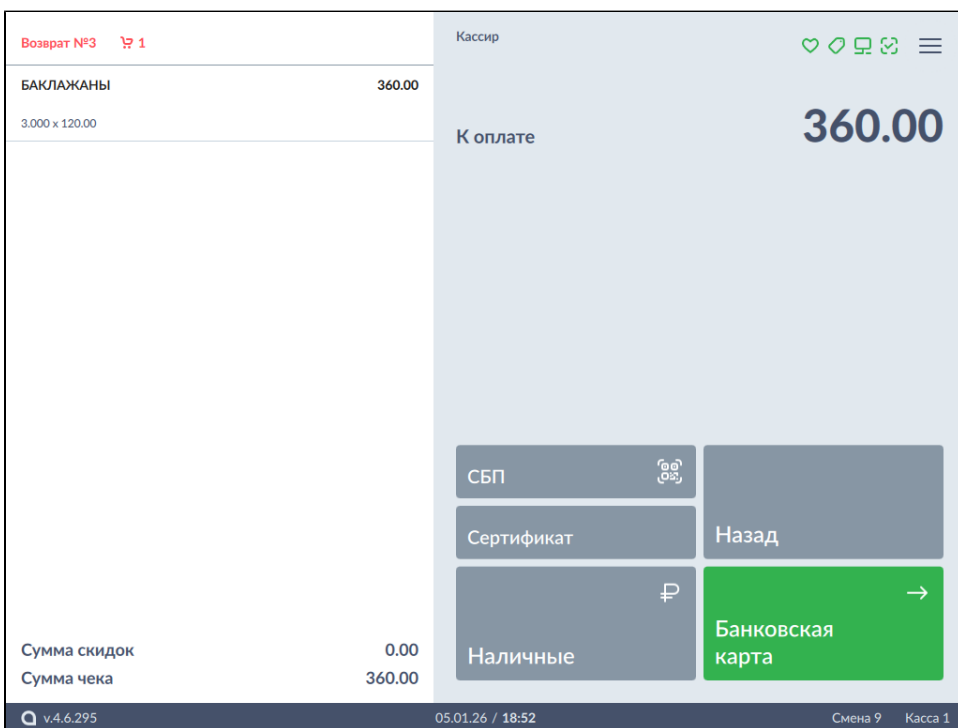 Возврат №3 1
БАКЛАЖАНЫ 360.00
3.000 x 120.00
Сумма скидок 0.00
Сумма чека 360.00
Кассир
К оплате 360.00
СБП
Сертификат
Назад
Наличные ₽
Банковская
карта
v.4.6.295 05.01.26 / 18:52 Смена 9 Касса 1